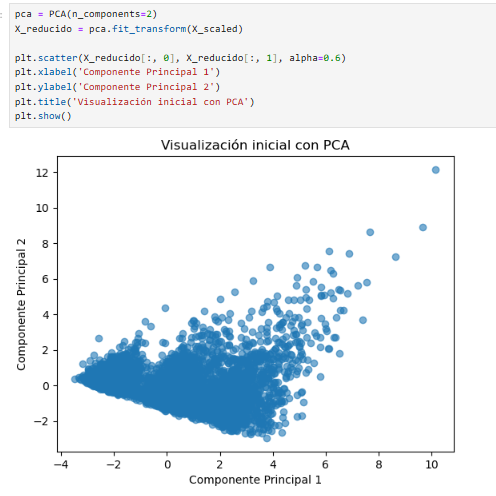 pca = PCA(n_components=2)
X_reducido = pca.fit_transform(X_scaled)
plt.scatter(X_reducido[:, 0], X_reducido[:, 1], alpha=0.6)
plt.xlabel('Componente Principal 1')
plt.ylabel('Componente Principal 2')
plt.title('Visualización inicial con PCA')
plt.show()
Visualización inicial con PCA
12
10
8
6
4
2
0
−2
Componente Principal 2
−4 −2 0 2 4 6 8 10
Componente Principal 1